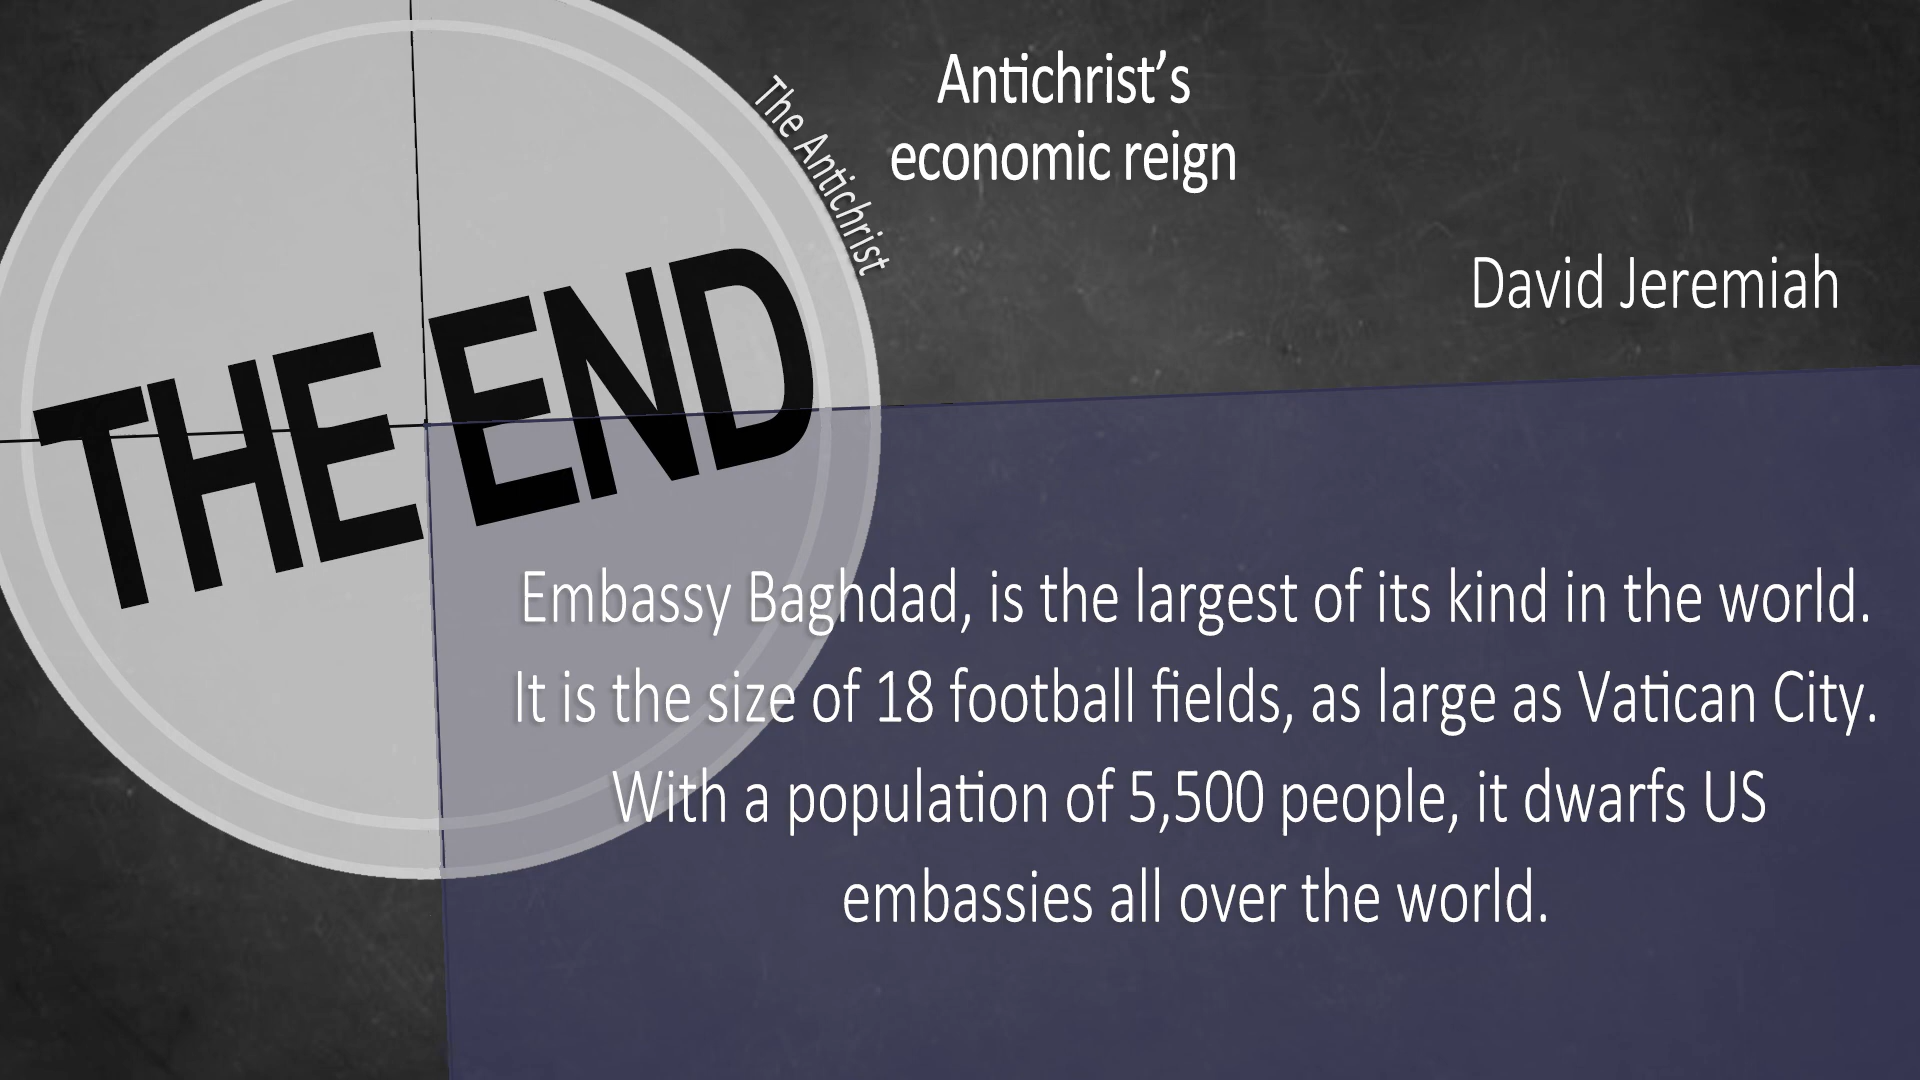 THE END
The Antichrist
Antichrist’s
economic reign
David Jeremiah
Embassy Baghdad, is the largest of its kind in the world.
It is the size of 18 football fields, as large as Vatican City.
With a population of 5,500 people, it dwarfs US
embassies all over the world.